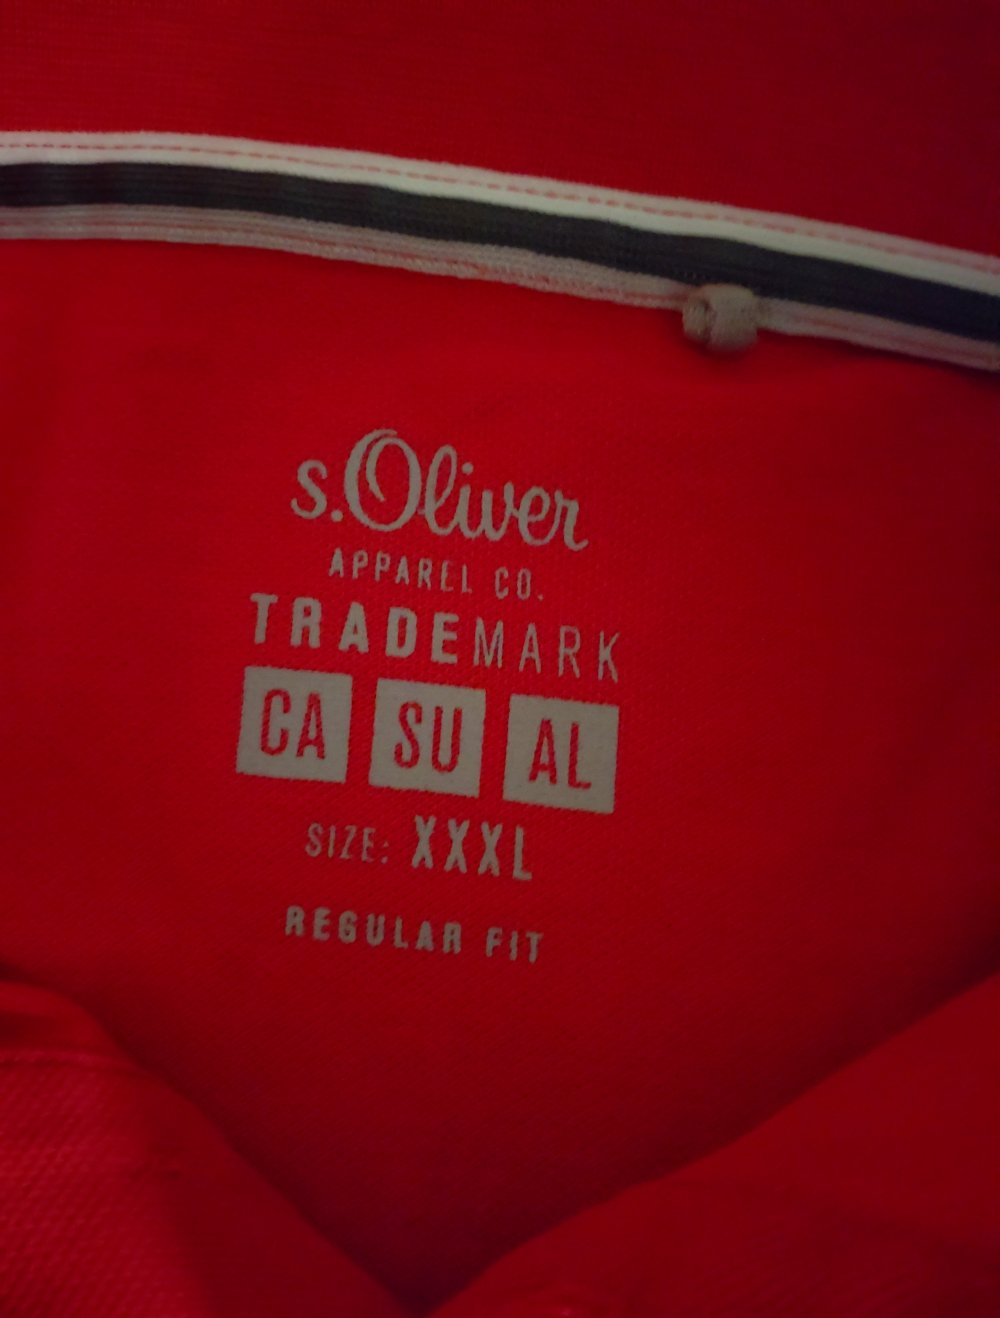 s.Oliver
APPAREL CO.
TRADEMARK
CA SU AL
SIZE: XXXL
REGULAR FIT